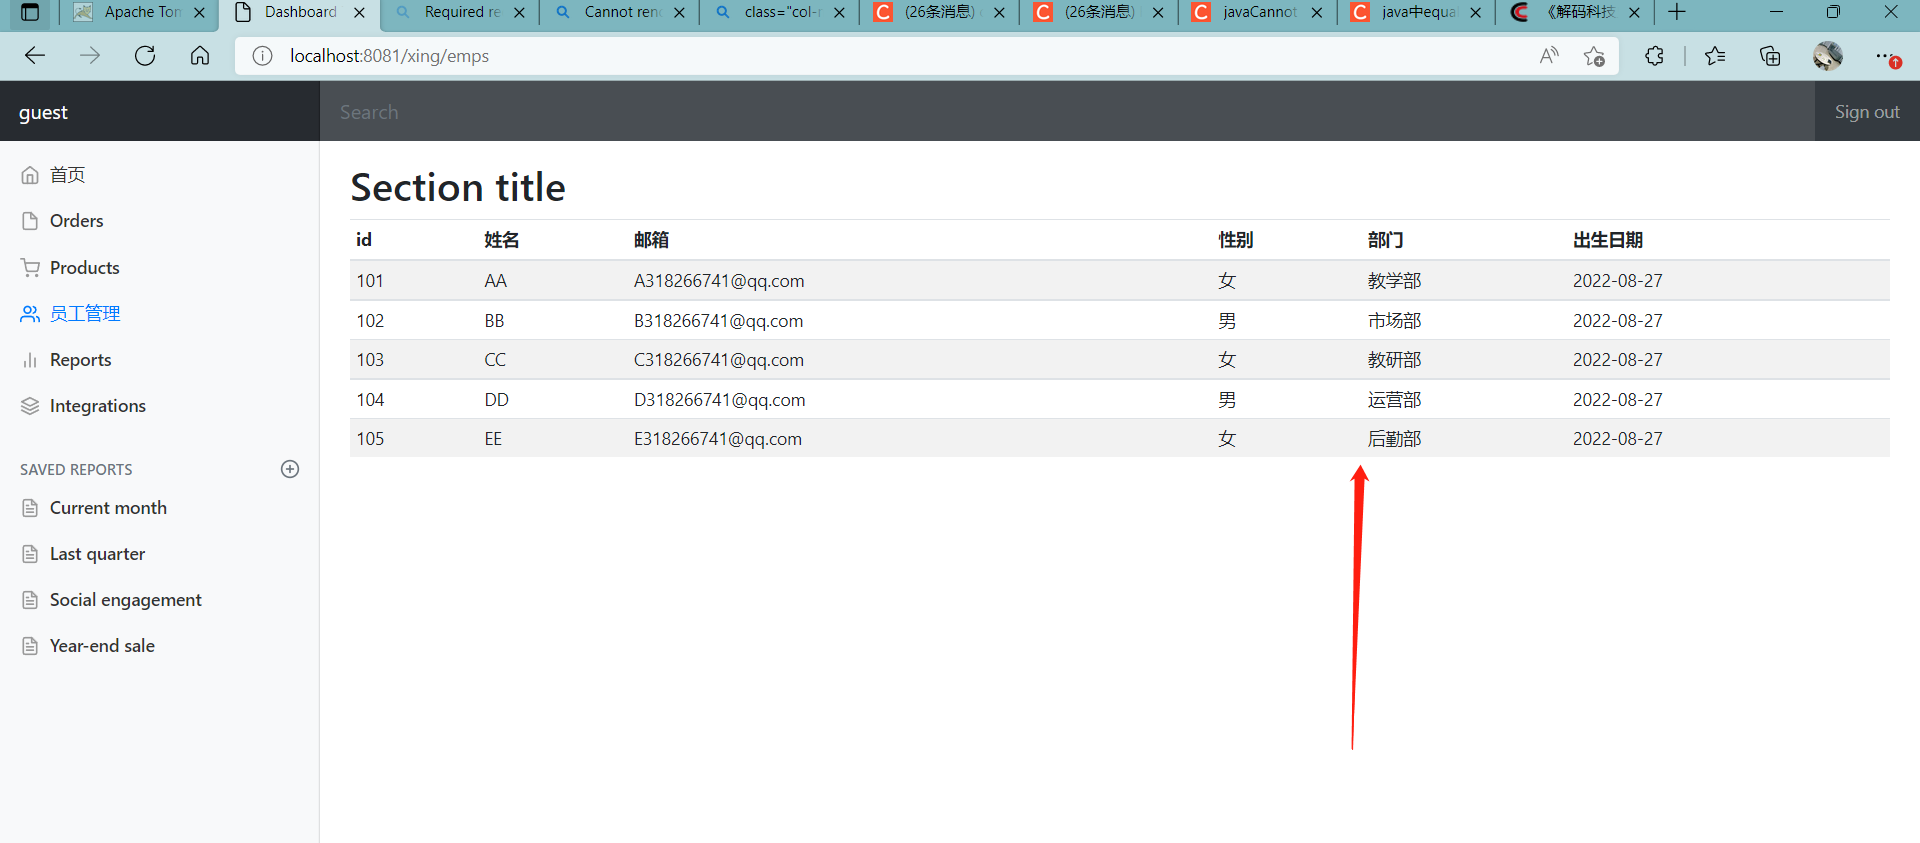 Apache Ton
Dashboard
Required re
Cannot ren
class="col-r
(26条消息)
(26条消息)
javaCannot
java中equal
《解码科技
localhost:8081/xing/emps
guest
Search
Sign out
首页
Orders
Products
员工管理
Reports
Integrations
SAVED REPORTS
Current month
Last quarter
Social engagement
Year-end sale
Section title
id 姓名 邮箱 性别 部门 出生日期
101 AA A318266741@qq.com 女 教学部 2022-08-27
102 BB B318266741@qq.com 男 市场部 2022-08-27
103 CC C318266741@qq.com 女 教研部 2022-08-27
104 DD D318266741@qq.com 男 运营部 2022-08-27
105 EE E318266741@qq.com 女 后勤部 2022-08-27